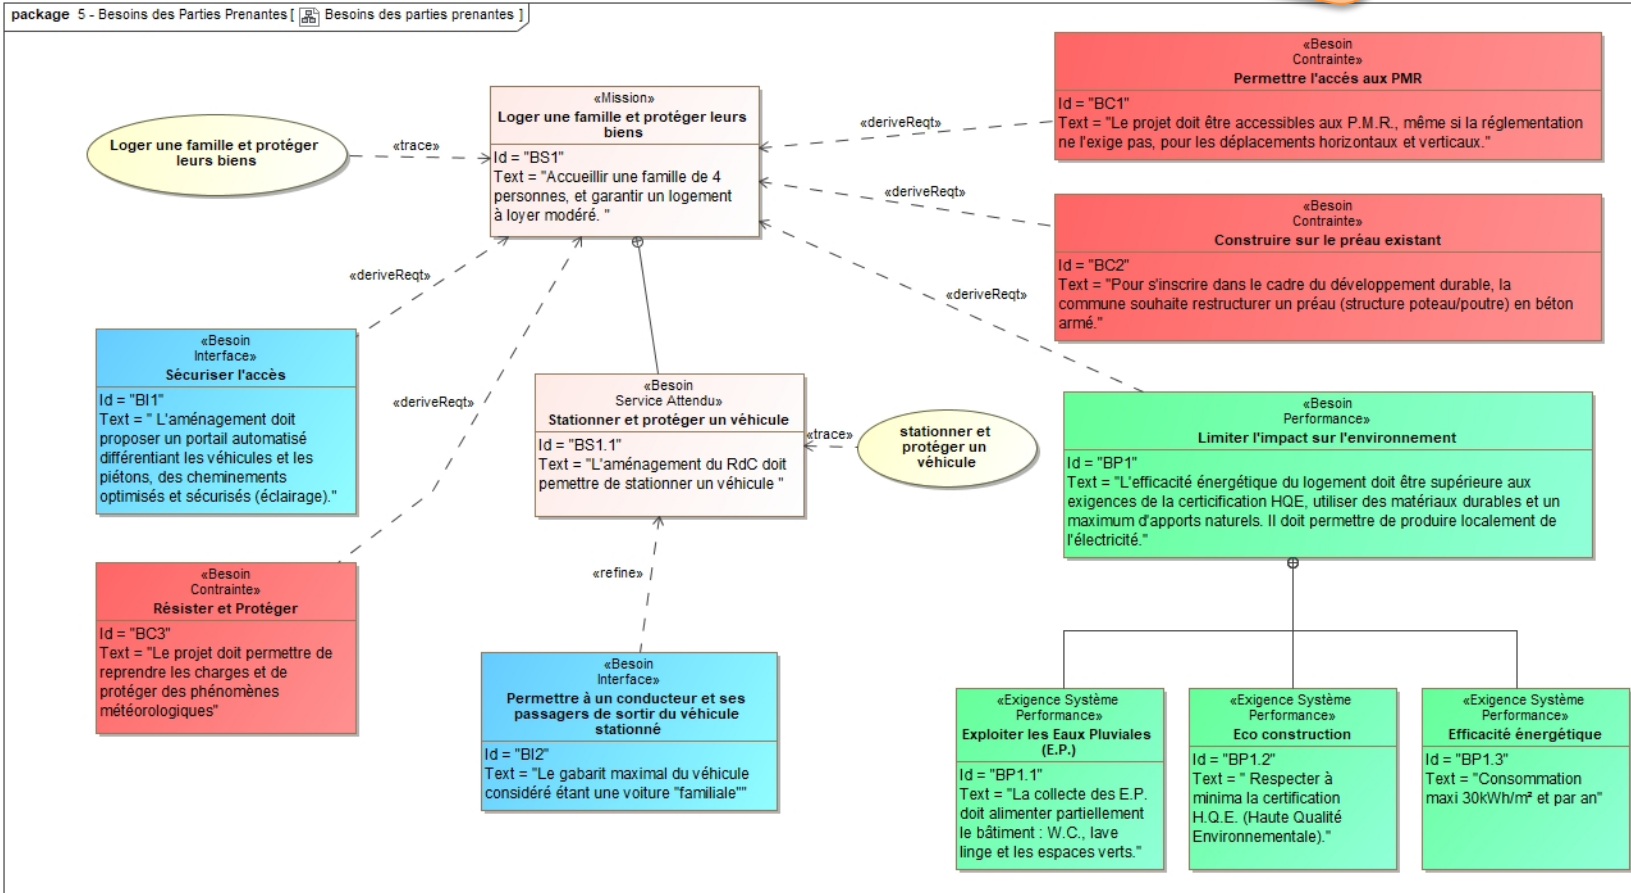 package 5 - Besoins des Parties Prenantes [ Besoins des parties prenantes ]
Loger une famille et protéger
leurs biens
«trace»
«Mission»
Loger une famille et protéger leurs
biens
Id = "BS1"
Text = "Accueillir une famille de 4
personnes, et garantir un logement
à loyer modéré. "
«deriveReqt»
«Besoin
Contrainte»
Permettre l'accés aux PMR
Id = "BC1"
Text = "Le projet doit être accessibles aux P.M.R., même si la réglementation
ne l'exige pas, pour les déplacements horizontaux et verticaux."
«deriveReqt»
«Besoin
Contrainte»
Construire sur le préau existant
Id = "BC2"
Text = "Pour s'inscrire dans le cadre du développement durable, la
commune souhaite restructurer un préau (structure poteau/poutre) en béton
armé."
«deriveReqt»
«deriveReqt»
«Besoin
Interface»
Sécuriser l'accès
Id = "BI1"
Text = " L'aménagement doit
proposer un portail automatisé
différentiant les véhicules et les
piétons, des cheminements
optimisés et sécurisés (éclairage)."
«deriveReqt»
«Besoin
Service Attendu»
Stationner et protéger un véhicule
Id = "BS1.1"
Text = "L'aménagement du RdC doit
pemettre de stationner un véhicule "
«trace»
stationner et
protéger un
véhicule
«Besoin
Performance»
Limiter l'impact sur l'environnement
Id = "BP1"
Text = "L'efficacité énergétique du logement doit être supérieure aux
exigences de la certicification HQE, utiliser des matériaux durables et un
maximum d'apports naturels. Il doit permettre de produire localement de
l'électricité."
«Besoin
Contrainte»
Résister et Protéger
Id = "BC3"
Text = "Le projet doit permettre de
reprendre les charges et de
protéger des phénomènes
météorologiques"
«refine»
«Besoin
Interface»
Permettre à un conducteur et ses
passagers de sortir du véhicule
stationné
Id = "BI2"
Text = "Le gabarit maximal du véhicule
considéré étant une voiture "familiale""
«Exigence Système
Performance»
Exploiter les Eaux Pluviales
(E.P.)
Id = "BP1.1"
Text = "La collecte des E.P.
doit alimenter partiellement
le bâtiment : W.C., lave
linge et les espaces verts."
«Exigence Système
Performance»
Eco construction
Id = "BP1.2"
Text = " Respecter à
minima la certification
H.Q.E. (Haute Qualité
Environnementale)."
«Exigence Système
Performance»
Efficacité énergétique
Id = "BP1.3"
Text = "Consommation
maxi 30kWh/m² et par an"